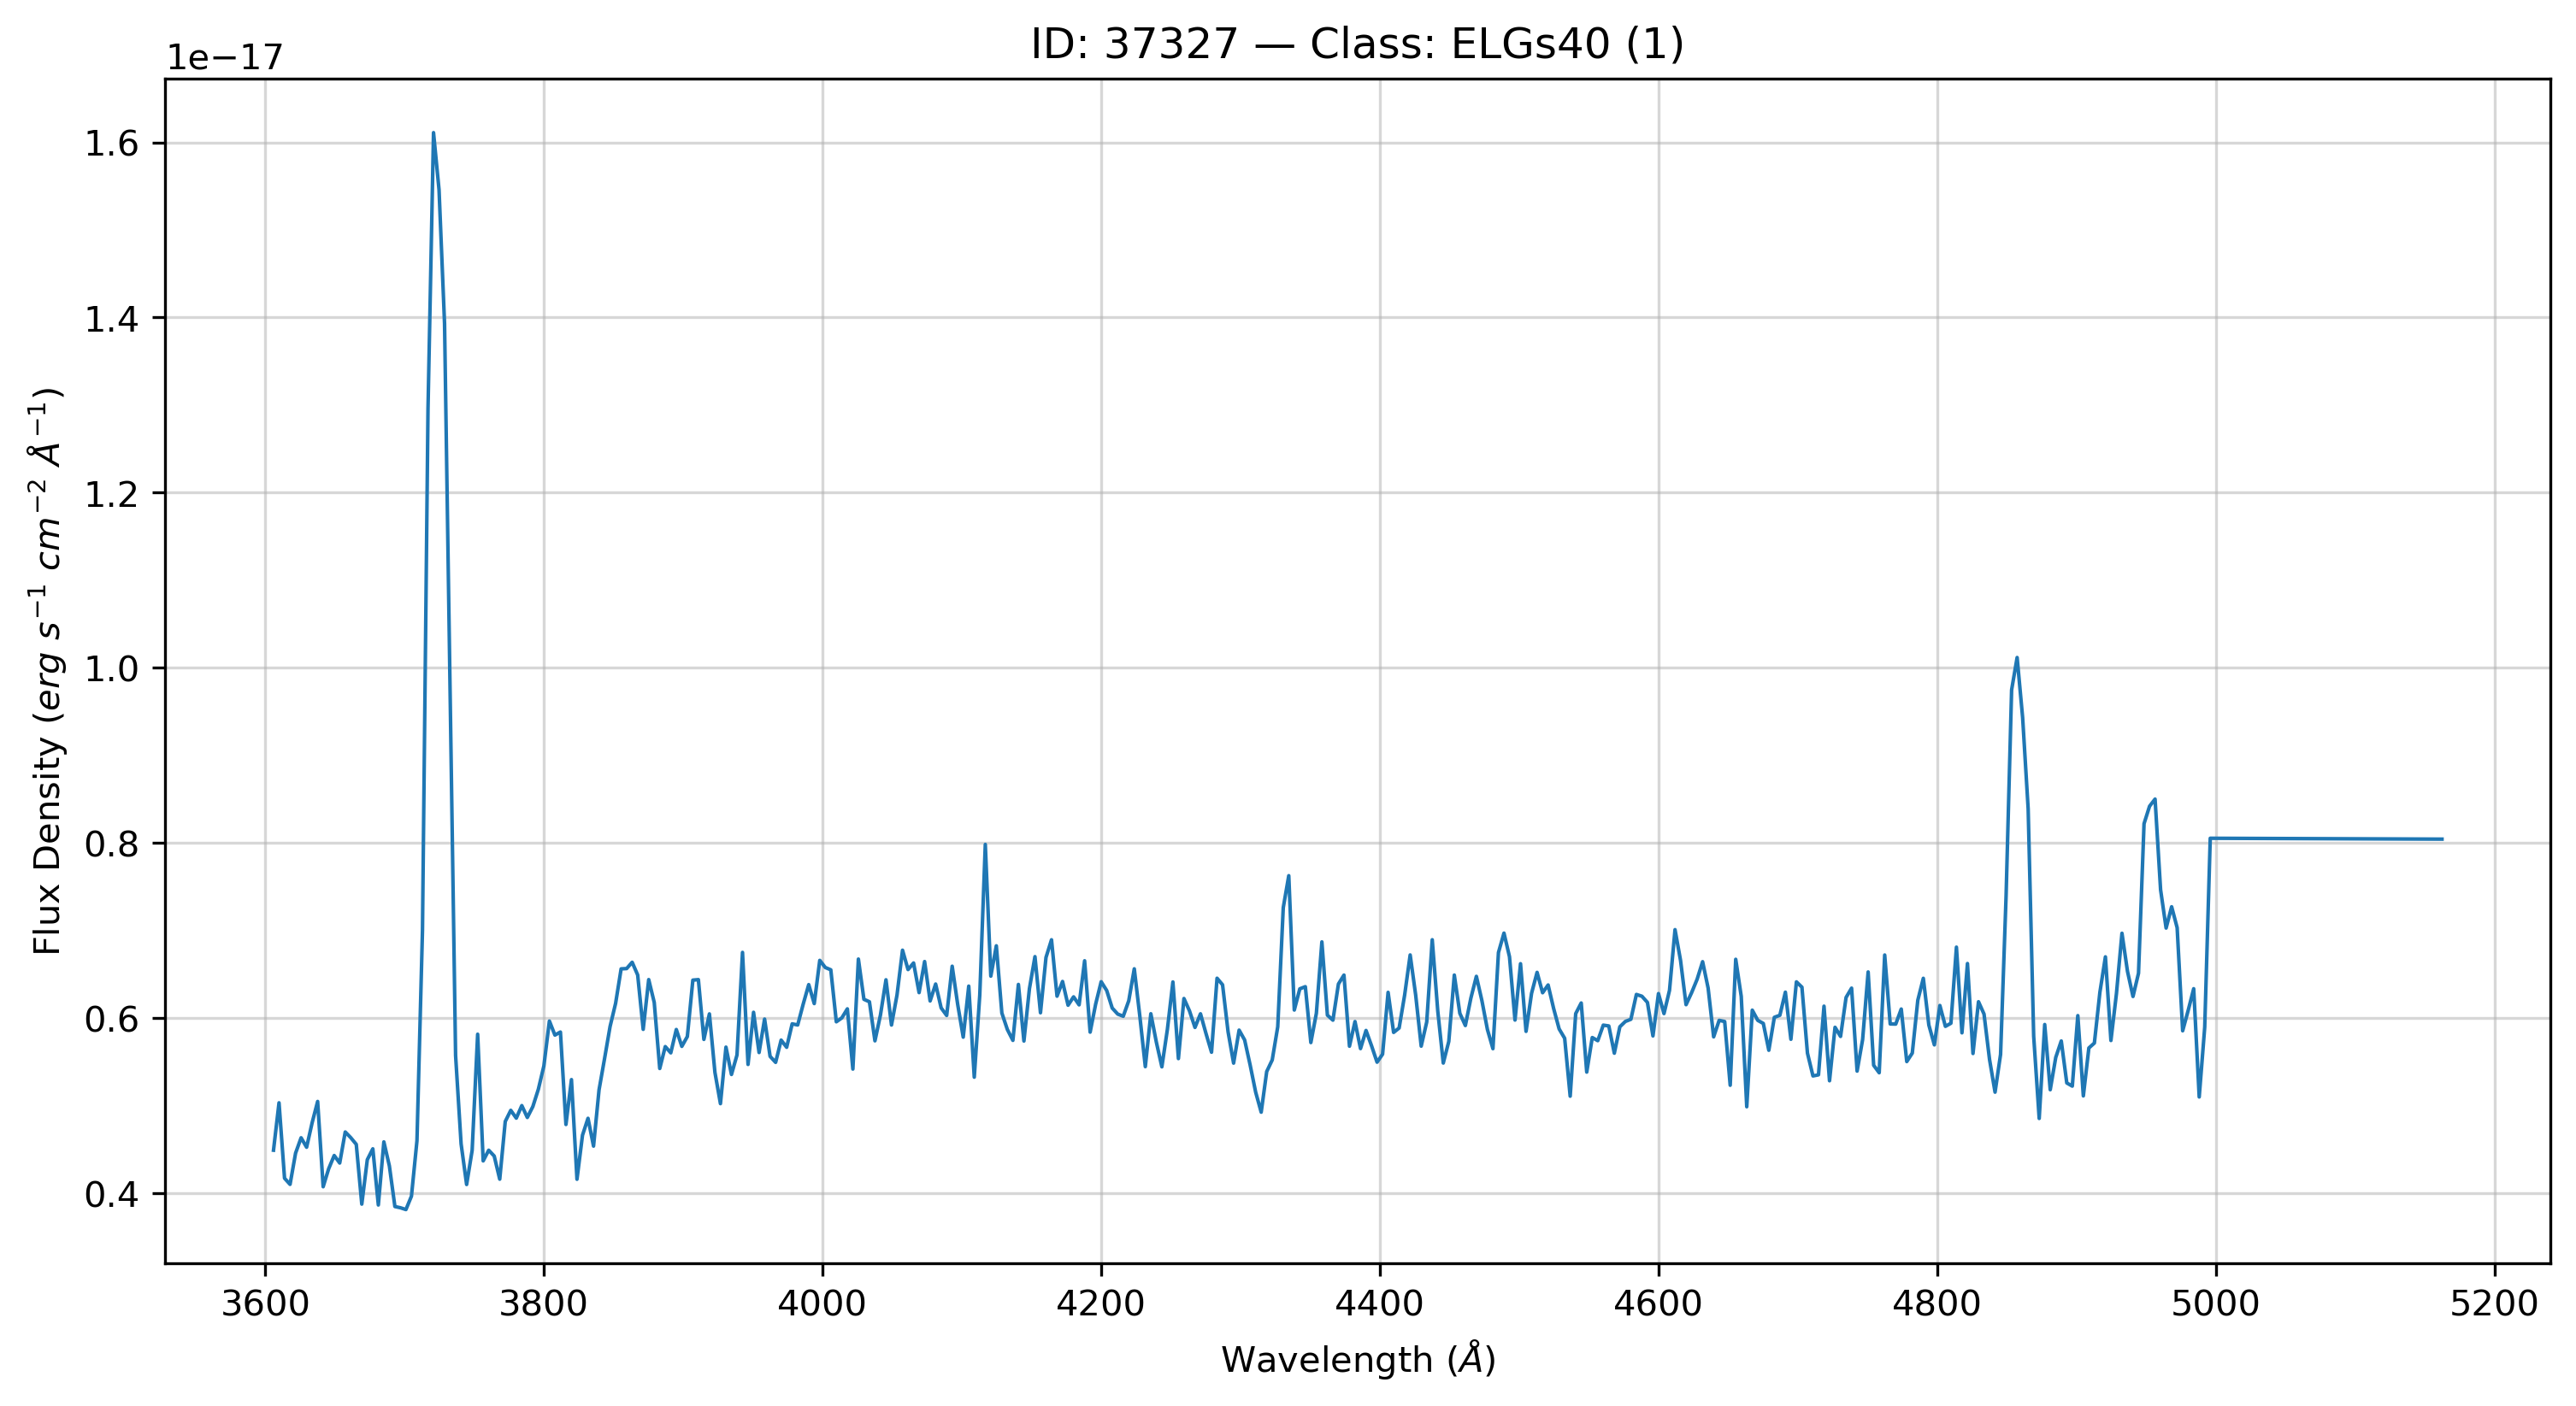 ID: 37327 — Class: ELGs40 (1)
1e−17
1.6
1.4
1.2
1.0
0.8
0.6
0.4
Flux Density (erg s⁻¹ cm⁻² Å⁻¹)
3600 3800 4000 4200 4400 4600 4800 5000 5200
Wavelength (Å)